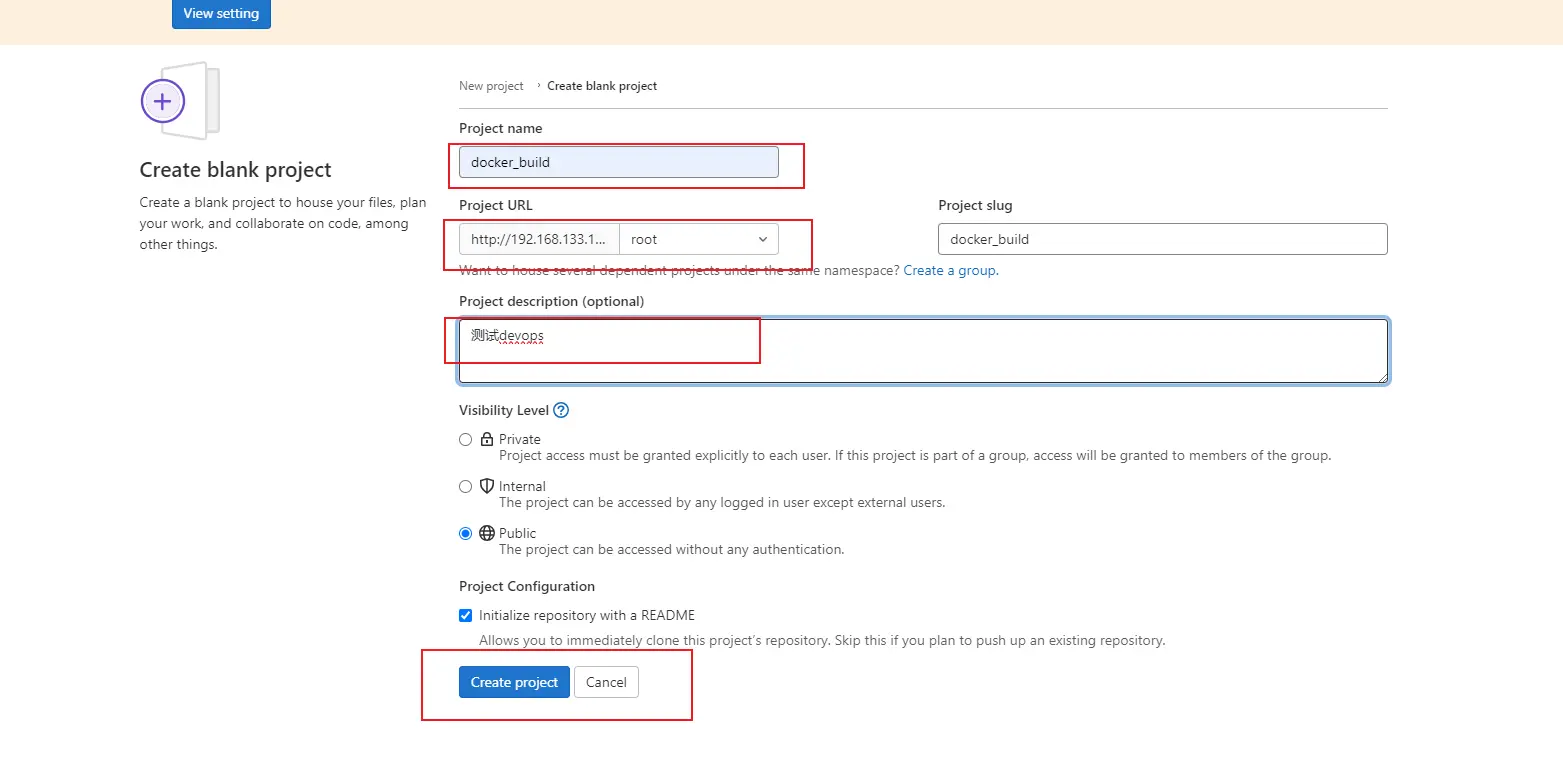 View setting
New project › Create blank project
Create blank project
Create a blank project to house your files, plan
your work, and collaborate on code, among
other things.
Project name
docker_build
Project URL
Project slug
http://192.168.133.1...
root
docker_build
Want to house several dependent projects under the same namespace? Create a group.
Project description (optional)
测试devops
Visibility Level
Private
Project access must be granted explicitly to each user. If this project is part of a group, access will be granted to members of the group.
Internal
The project can be accessed by any logged in user except external users.
Public
The project can be accessed without any authentication.
Project Configuration
Initialize repository with a README
Allows you to immediately clone this project’s repository. Skip this if you plan to push up an existing repository.
Create project
Cancel